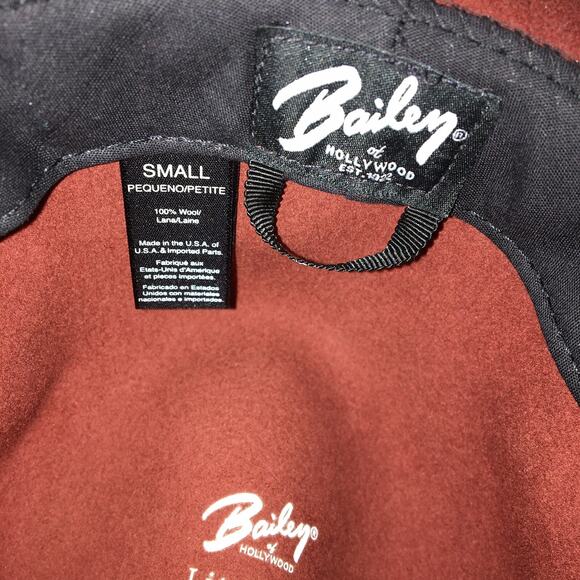 Bailey®
of
HOLLYWOOD
EST. 1922
SMALL
PEQUENO/PETITE
100% Wool/
Lana/Laine
Made in the U.S.A. of
U.S.A. & Imported Parts.
Fabriqué aux
Etats-Unis d'Amérique
et pieces importées.
Fabricado en Estados
Unidos con materiales
nacionales e importados.
Bailey®
of
HOLLYWOOD